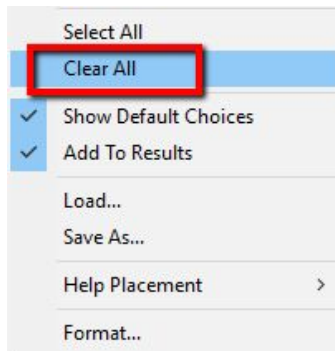 Select All
Clear All
Show Default Choices
Add To Results
Load...
Save As...
Help Placement
Format...